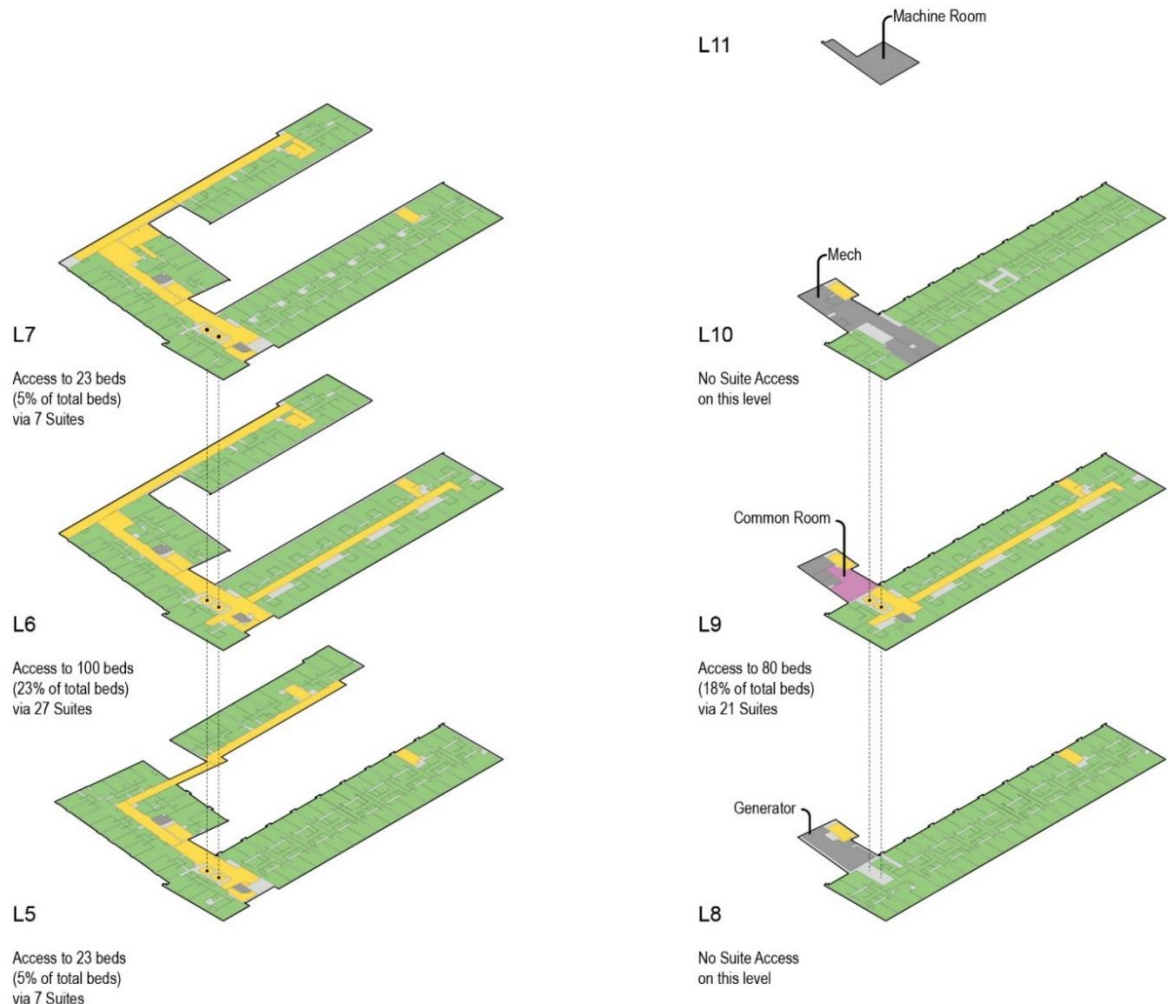 L7
Access to 23 beds
(5% of total beds)
via 7 Suites
L6
Access to 100 beds
(23% of total beds)
via 27 Suites
L5
Access to 23 beds
(5% of total beds)
via 7 Suites
L11
Machine Room
Mech
L10
No Suite Access
on this level
Common Room
L9
Access to 80 beds
(18% of total beds)
via 21 Suites
Generator
L8
No Suite Access
on this level